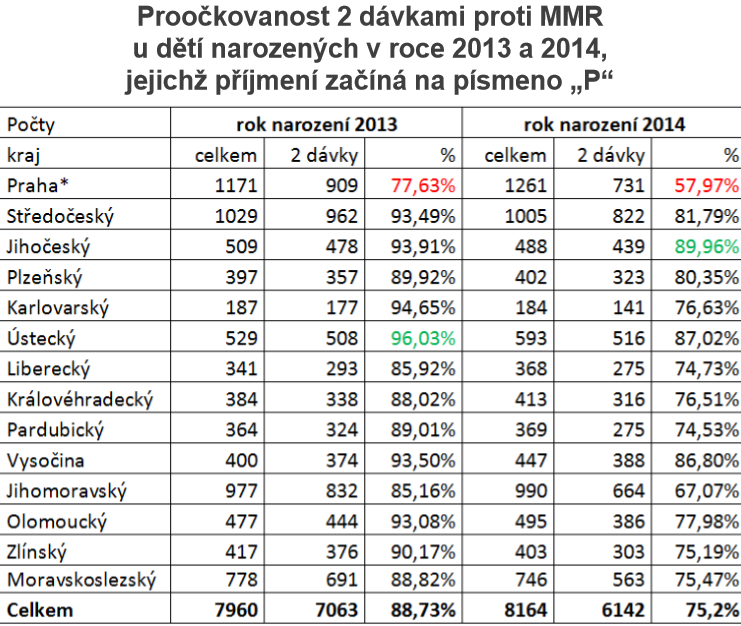 Proočkovanost 2 dávkami proti MMR
u dětí narozených v roce 2013 a 2014,
jejichž příjmení začíná na písmeno „P“
Počty rok narození 2013 rok narození 2014
kraj celkem 2 dávky % celkem 2 dávky %
Praha* 1171 909 77,63% 1261 731 57,97%
Středočeský 1029 962 93,49% 1005 822 81,79%
Jihočeský 509 478 93,91% 488 439 89,96%
Plzeňský 397 357 89,92% 402 323 80,35%
Karlovarský 187 177 94,65% 184 141 76,63%
Ústecký 529 508 96,03% 593 516 87,02%
Liberecký 341 293 85,92% 368 275 74,73%
Královéhradecký 384 338 88,02% 413 316 76,51%
Pardubický 364 324 89,01% 369 275 74,53%
Vysočina 400 374 93,50% 447 388 86,80%
Jihomoravský 977 832 85,16% 990 664 67,07%
Olomoucký 477 444 93,08% 495 386 77,98%
Zlínský 417 376 90,17% 403 303 75,19%
Moravskoslezský 778 691 88,82% 746 563 75,47%
Celkem 7960 7063 88,73% 8164 6142 75,2%